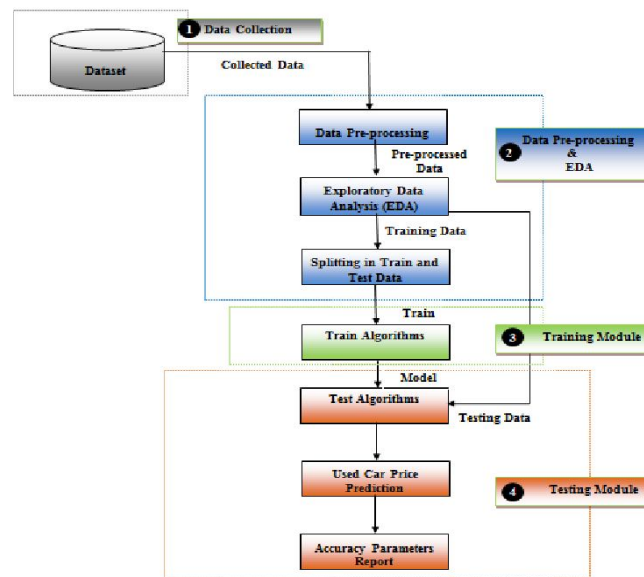 1 Data Collection
Dataset
Collected Data
Data Pre-processing
2 Data Pre-processing
&
EDA
Pre-processed
Data
Exploratory Data
Analysis (EDA)
Training Data
Splitting in Train and
Test Data
Train
Train Algorithms
3 Training Module
Model
Test Algorithms
Testing Data
Used Car Price
Prediction
4 Testing Module
Accuracy Parameters
Report